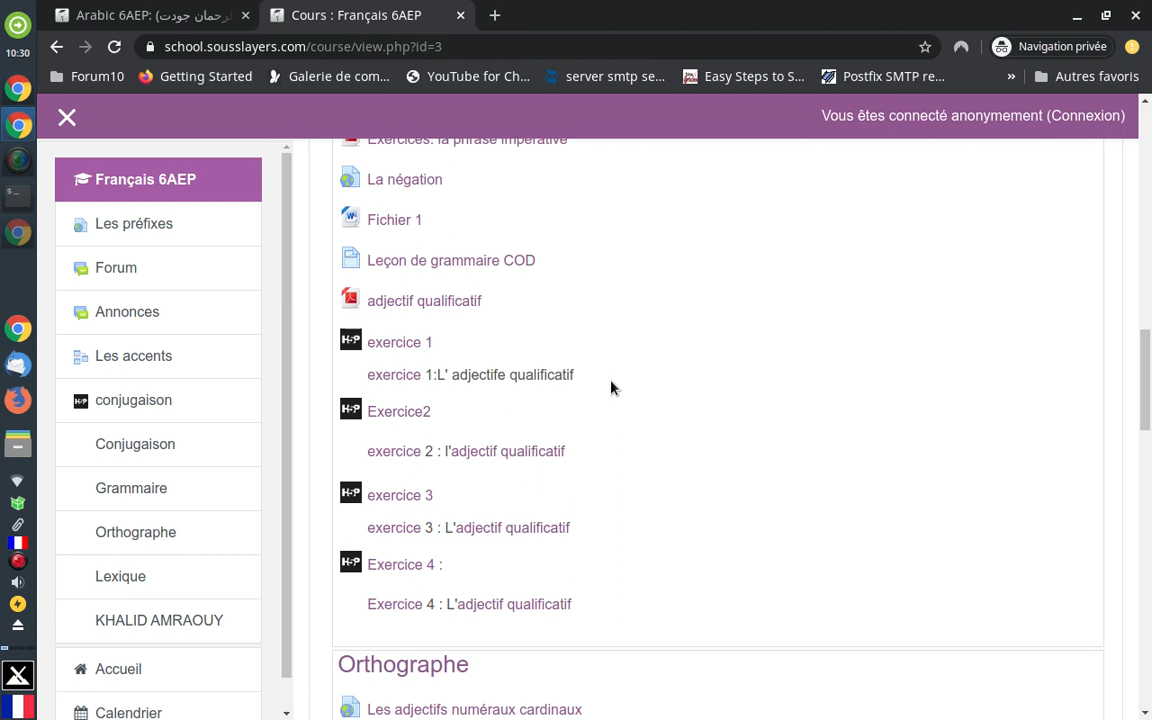 Arabic 6AEP: (رحمان جودت
Cours : Français 6AEP
10:30
school.sousslayers.com/course/view.php?id=3
Navigation privée
Forum10
Getting Started
Galerie de com...
YouTube for Ch...
server smtp se...
Easy Steps to S...
Postfix SMTP re...
»
Autres favoris
Vous êtes connecté anonymement (Connexion)
Français 6AEP
Les préfixes
Forum
Annonces
Les accents
conjugaison
Conjugaison
Grammaire
Orthographe
Lexique
KHALID AMRAOUY
Accueil
Calendrier
Exercices: la phrase impérative
La négation
Fichier 1
Leçon de grammaire COD
adjectif qualificatif
H-P exercice 1
exercice 1:L' adjectife qualificatif
H-P Exercice2
exercice 2 : l'adjectif qualificatif
H-P exercice 3
exercice 3 : L'adjectif qualificatif
H-P Exercice 4 :
Exercice 4 : L'adjectif qualificatif
Orthographe
Les adjectifs numéraux cardinaux